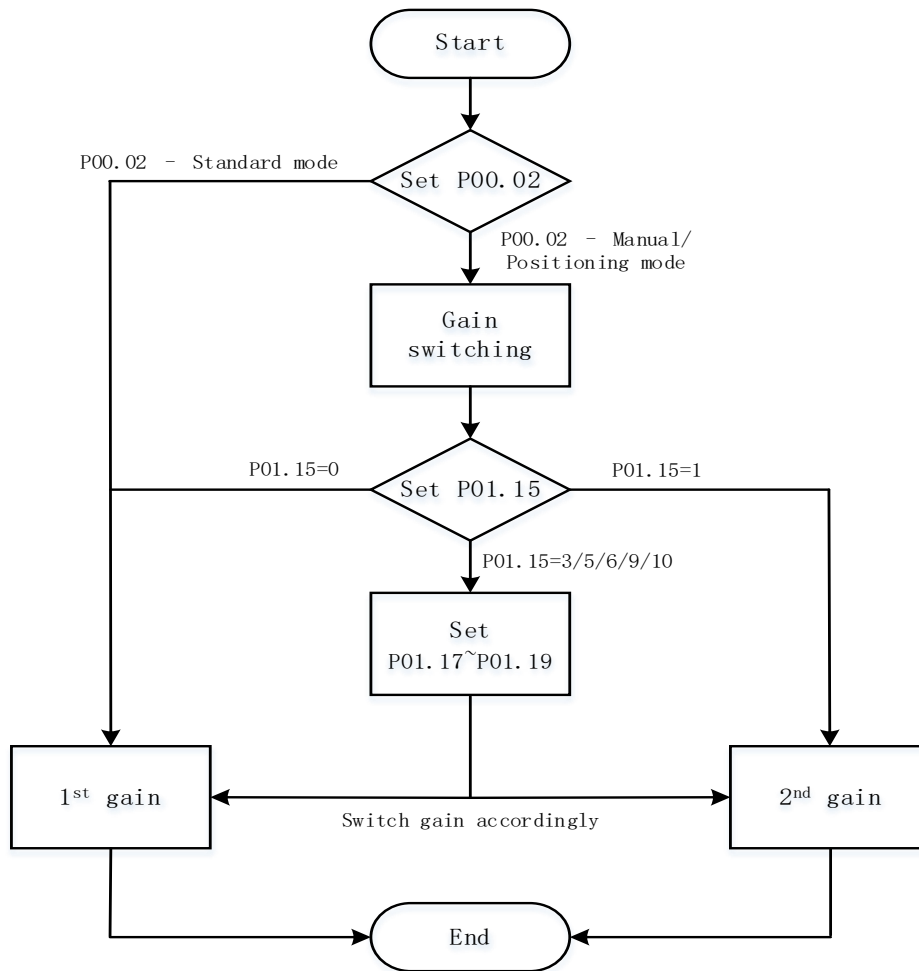 Start
P00.02 - Standard mode
Set P00.02
P00.02 - Manual/
Positioning mode
Gain
switching
P01.15=0
Set P01.15
P01.15=1
P01.15=3/5/6/9/10
Set
P01.17~P01.19
1st gain
2nd gain
Switch gain accordingly
End